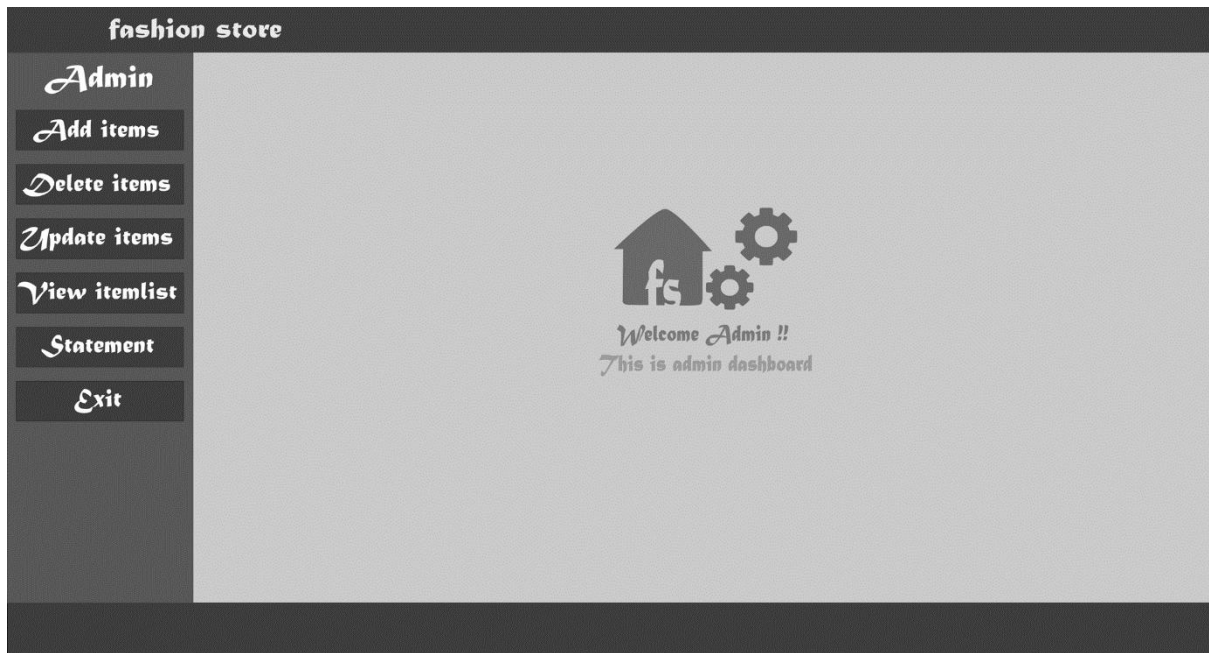 fashion store
Admin
Add items
Delete items
Update items
View itemlist
Statement
Exit
fs
Welcome Admin !!
This is admin dashboard